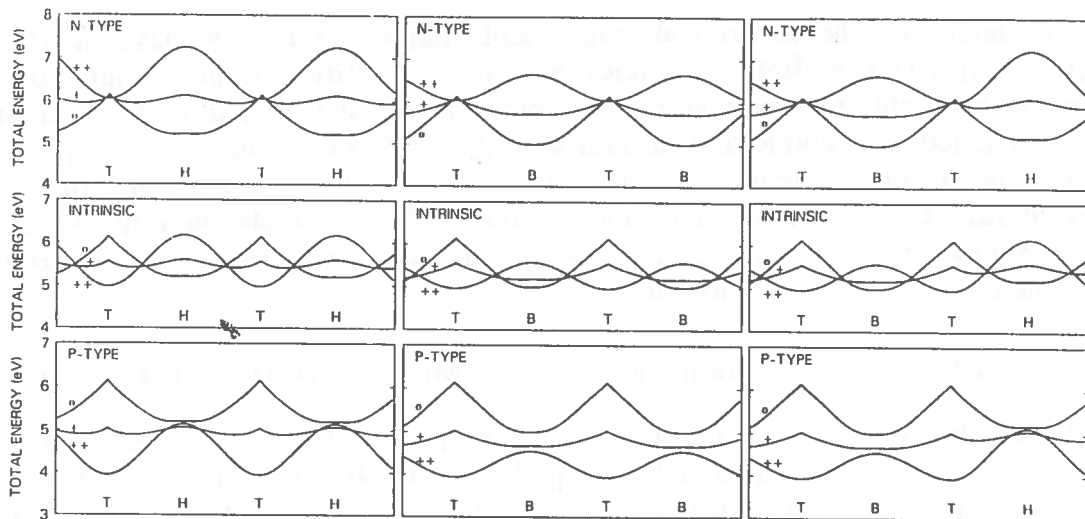 TOTAL ENERGY (eV)
8
7
6
5
4
N-TYPE
++
+
o
T H T H
N-TYPE
++
+
o
T B T B
N-TYPE
++
+
o
T B T H
TOTAL ENERGY (eV)
7
6
5
4
INTRINSIC
o
+
++
T H T H
INTRINSIC
o
+
++
T B T B
INTRINSIC
o
+
++
T B T H
TOTAL ENERGY (eV)
7
6
5
4
3
P-TYPE
o
+
++
T H T H
P-TYPE
o
+
++
T B T B
P-TYPE
o
+
++
T B T H